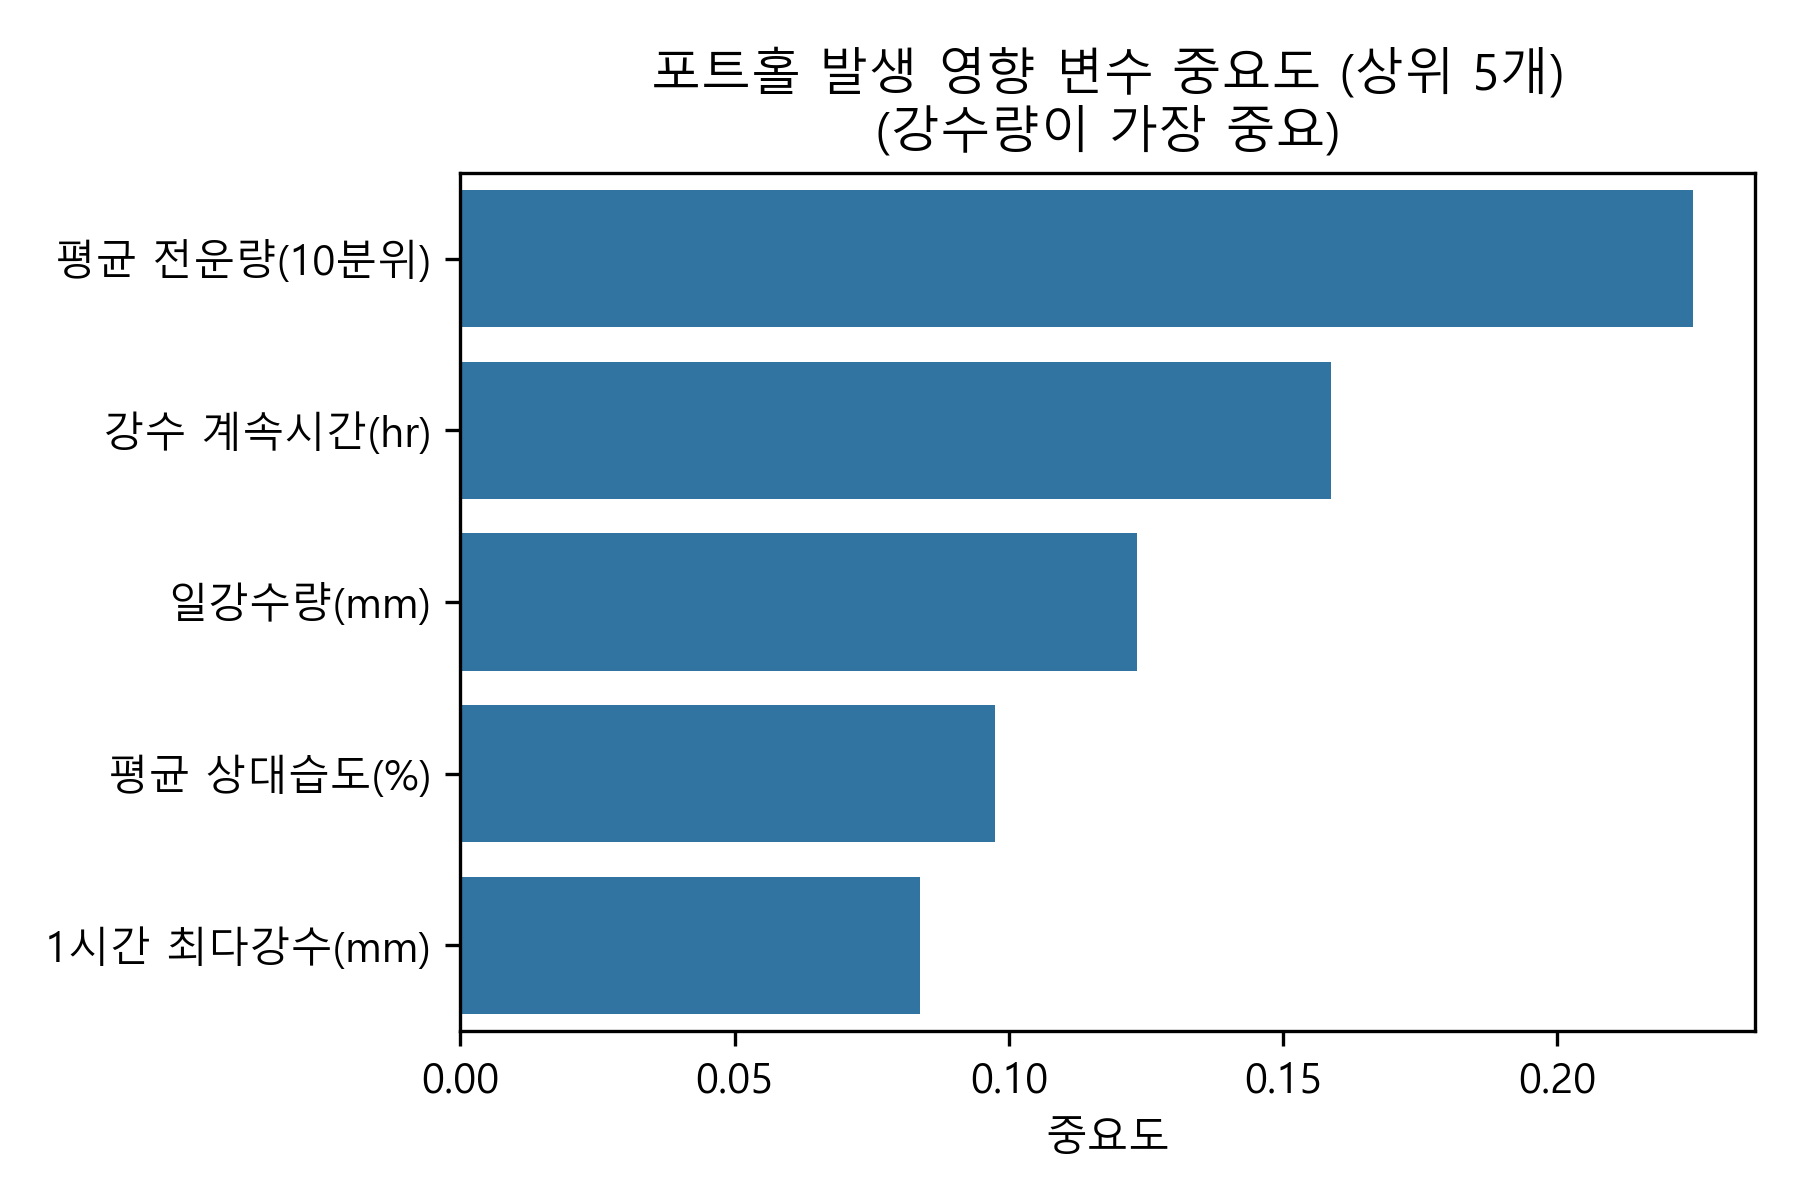 포트홀 발생 영향 변수 중요도 (상위 5개)
(강수량이 가장 중요)
평균 전운량(10분위)
강수 계속시간(hr)
일강수량(mm)
평균 상대습도(%)
1시간 최다강수(mm)
0.00 0.05 0.10 0.15 0.20
중요도